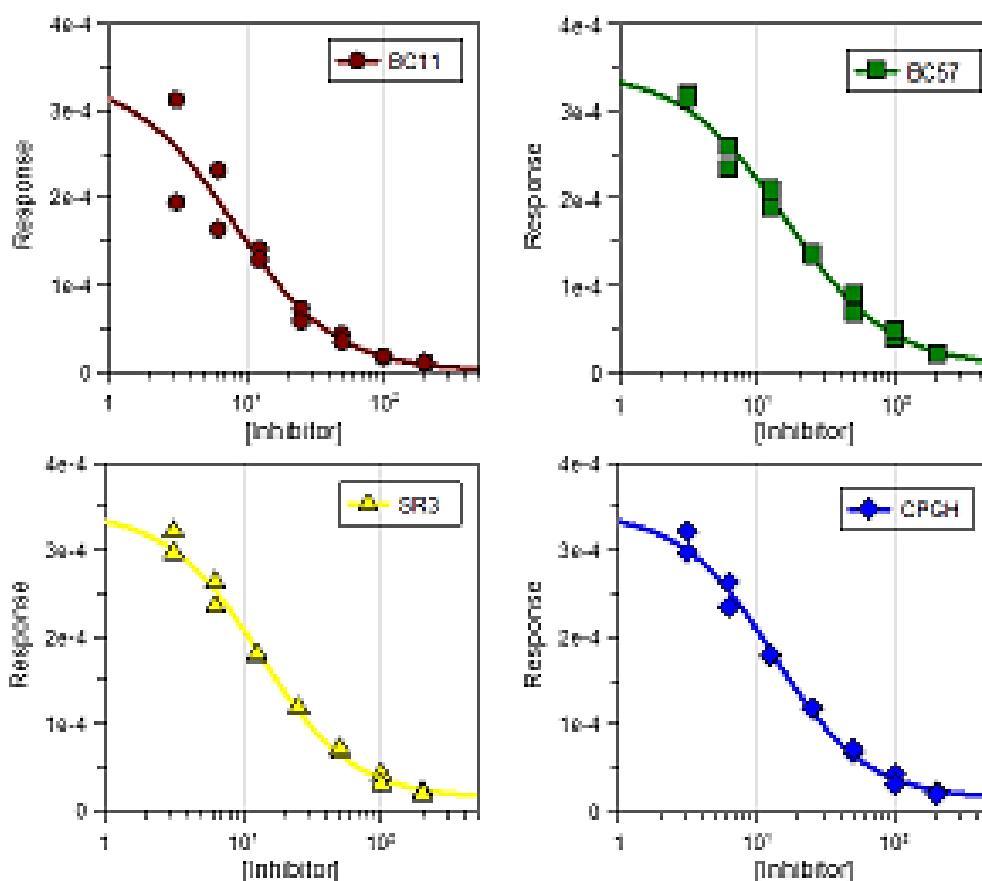 4e-4
BC11
3e-4
Response
2e-4
1e-4
0
1 10¹ 10²
[Inhibitor]
4e-4
BC57
3e-4
Response
2e-4
1e-4
0
1 10¹ 10²
[Inhibitor]
4e-4
SR3
3e-4
Response
2e-4
1e-4
0
1 10¹ 10²
[Inhibitor]
4e-4
CPGH
3e-4
Response
2e-4
1e-4
0
1 10¹ 10²
[Inhibitor]